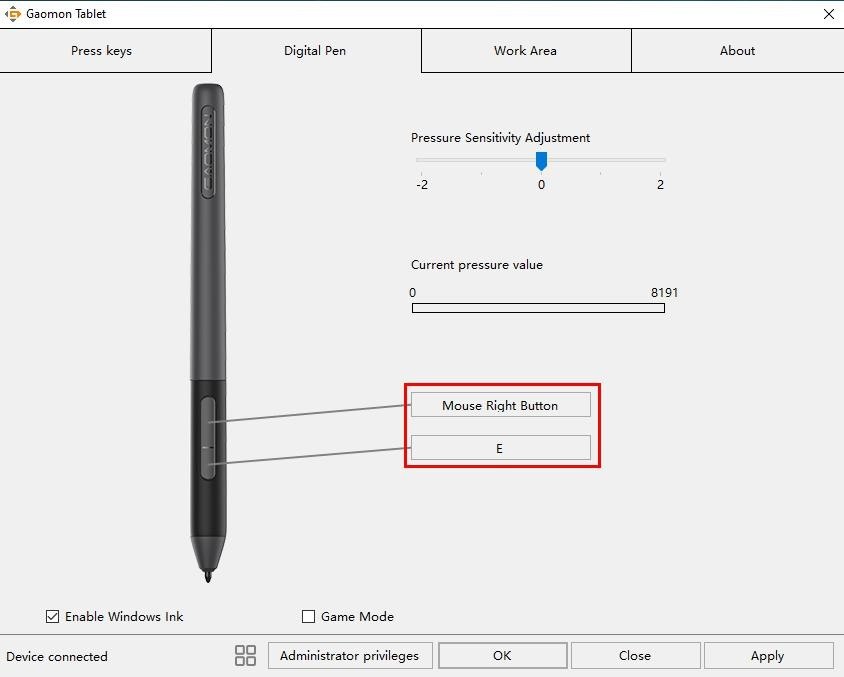 Gaomon Tablet
Press keys
Digital Pen
Work Area
About
GAOMON
Pressure Sensitivity Adjustment
-2 0 2
Current pressure value
0 8191
Mouse Right Button
E
Enable Windows Ink
Game Mode
Device connected
Administrator privileges
OK
Close
Apply